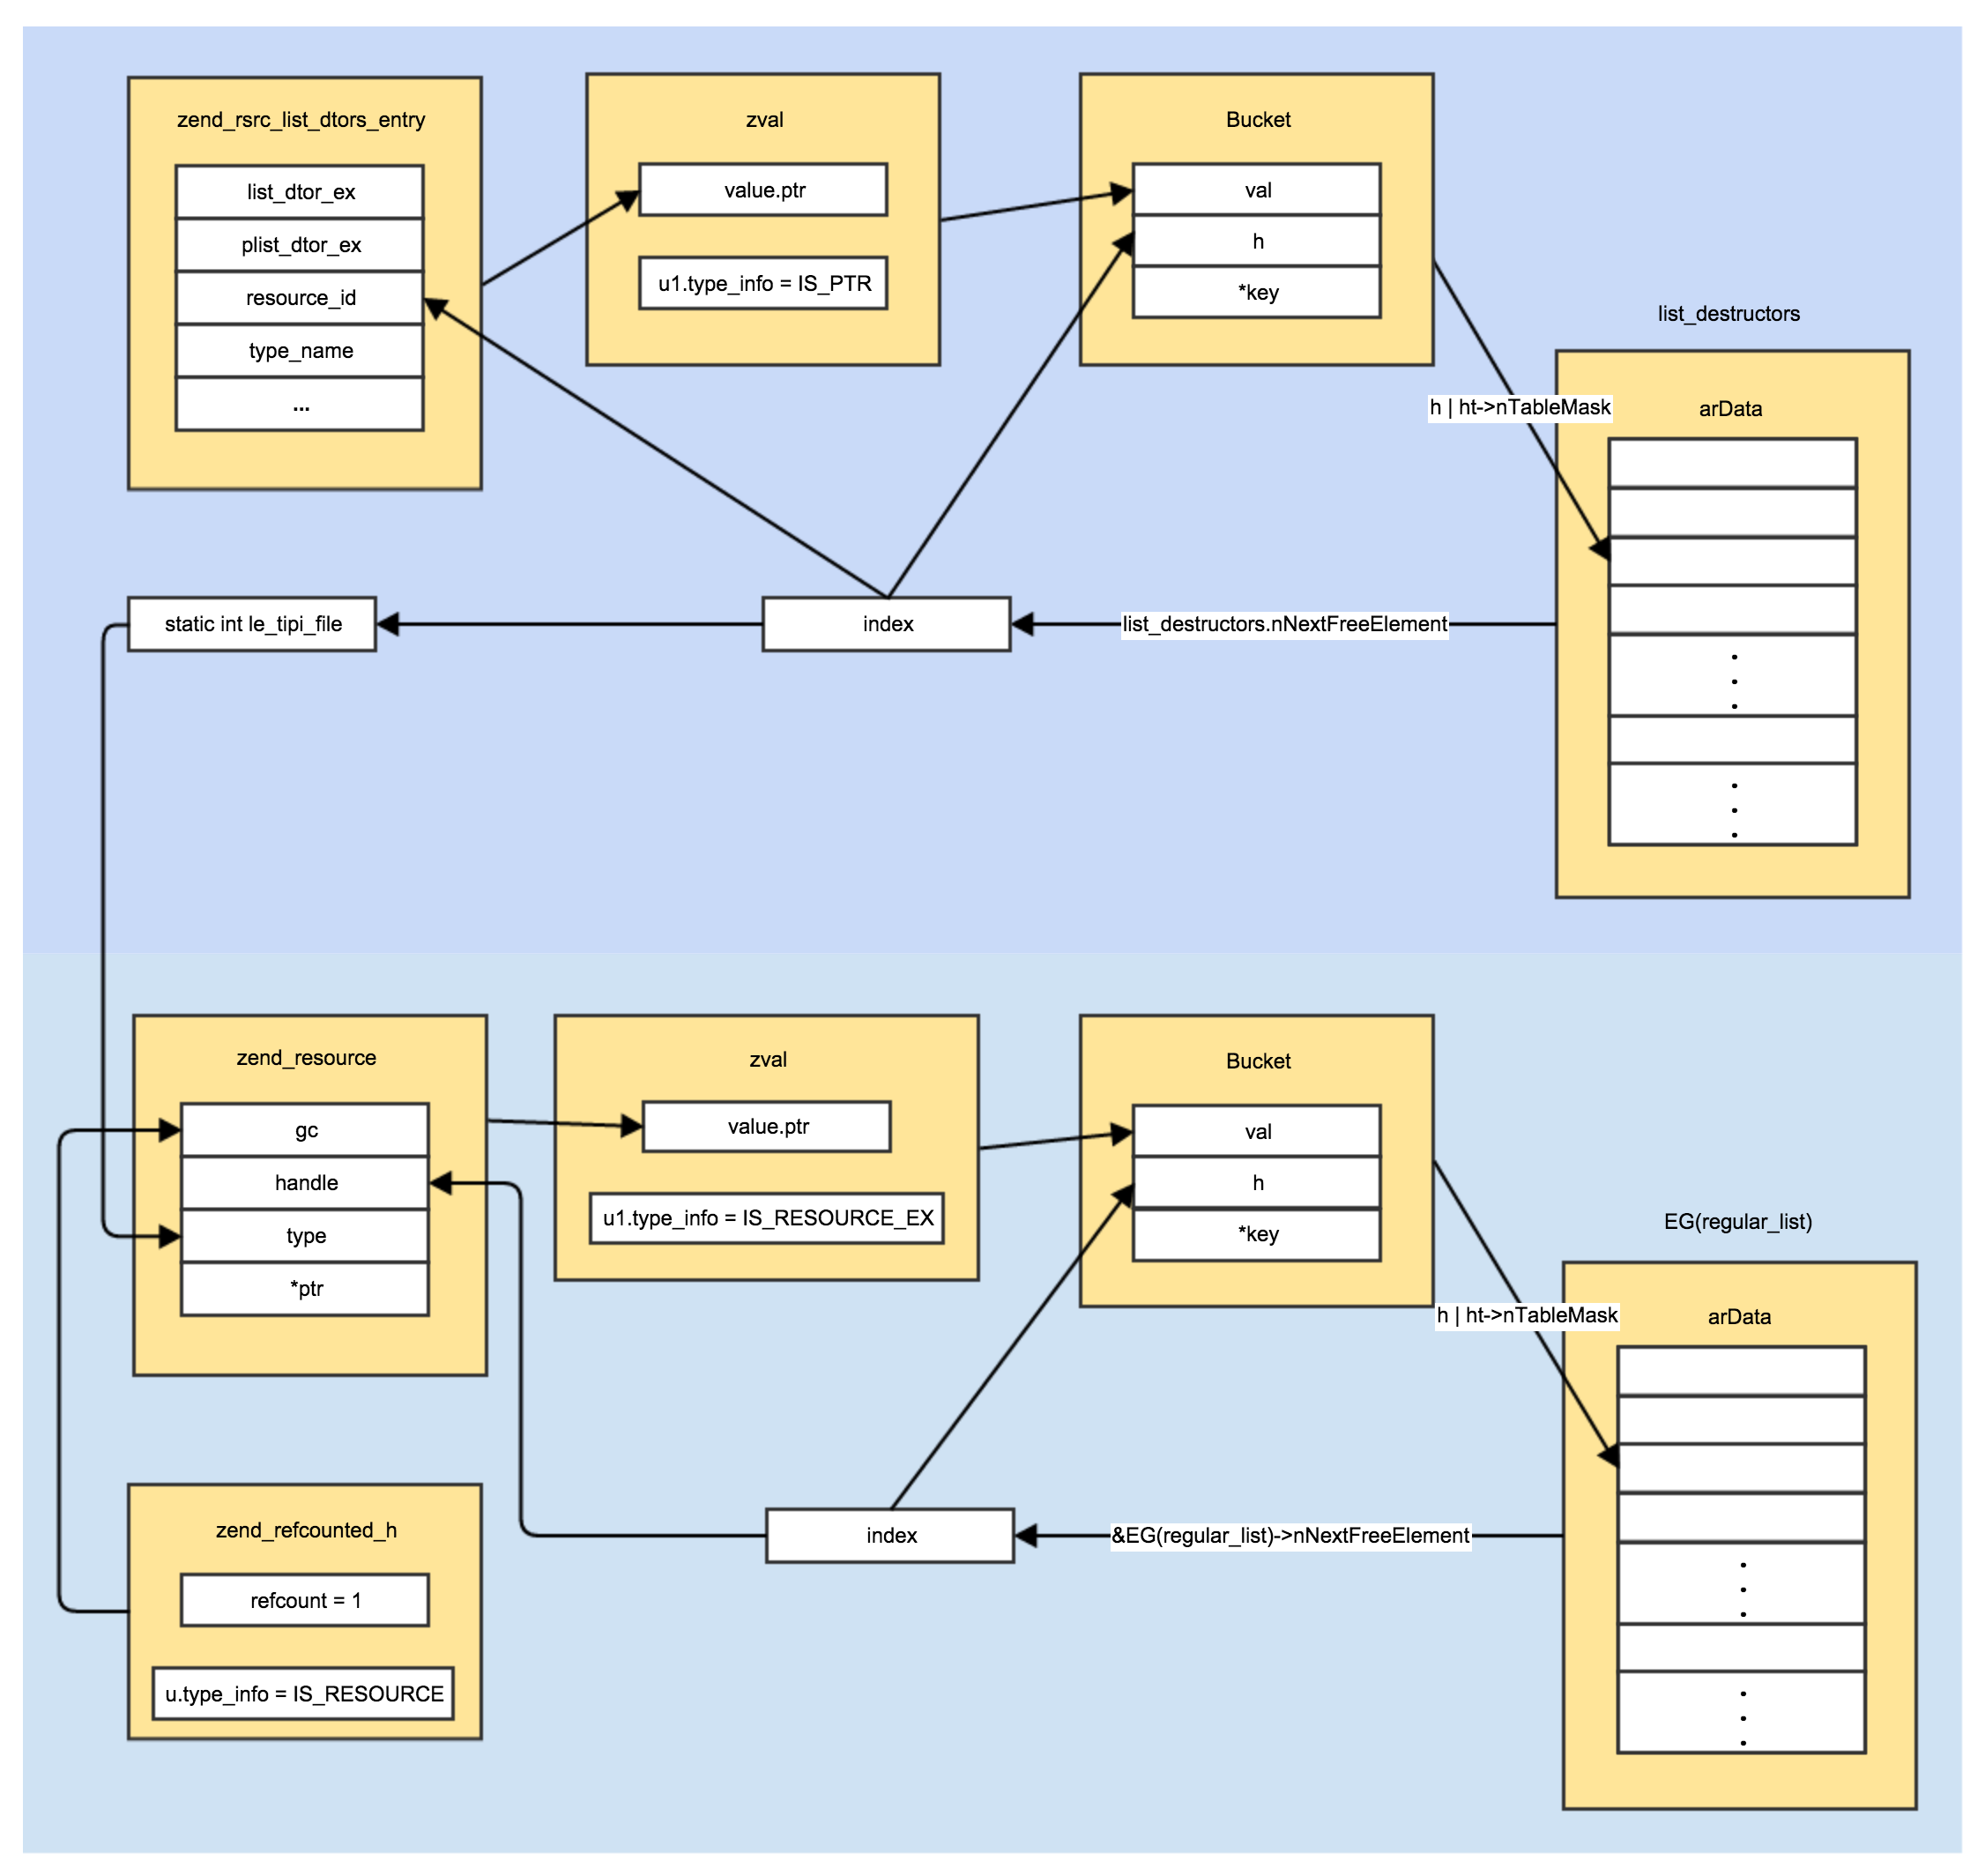 zend_rsrc_list_dtors_entry
list_dtor_ex
plist_dtor_ex
resource_id
type_name
...
zval
value.ptr
u1.type_info = IS_PTR
Bucket
val
h
*key
list_destructors
h | ht->nTableMask
arData
static int le_tipi_file
index
list_destructors.nNextFreeElement
zend_resource
gc
handle
type
*ptr
zval
value.ptr
u1.type_info = IS_RESOURCE_EX
Bucket
val
h
*key
EG(regular_list)
h | ht->nTableMask
arData
zend_refcounted_h
refcount = 1
u.type_info = IS_RESOURCE
index
&EG(regular_list)->nNextFreeElement